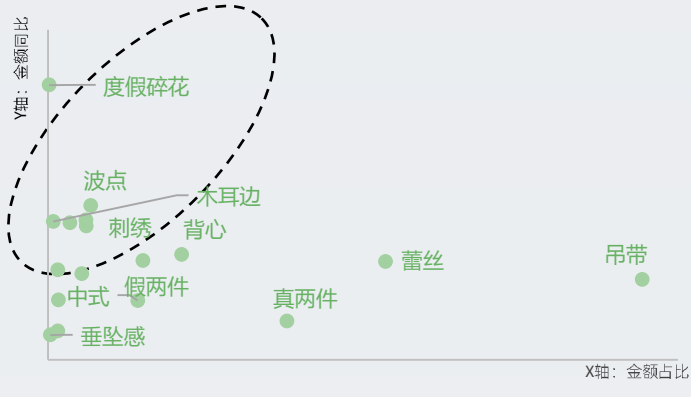 Y轴：金额同比
度假碎花
波点
木耳边
刺绣
背心
吊带
蕾丝
假两件
中式
真两件
垂坠感
X轴：金额占比